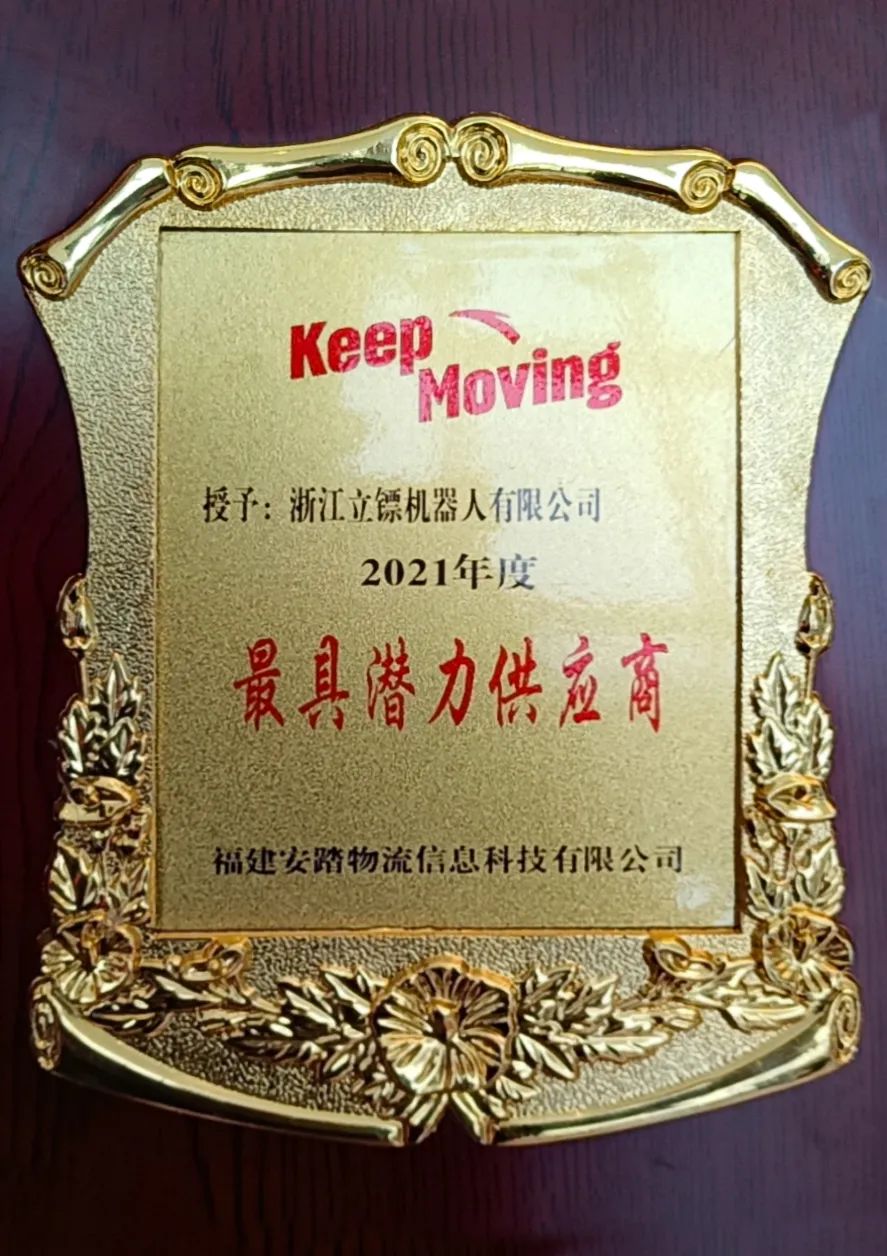 Keep
Moving
授予：浙江立镖机器人有限公司
2021年度
最具潜力供应商
福建安踏物流信息科技有限公司